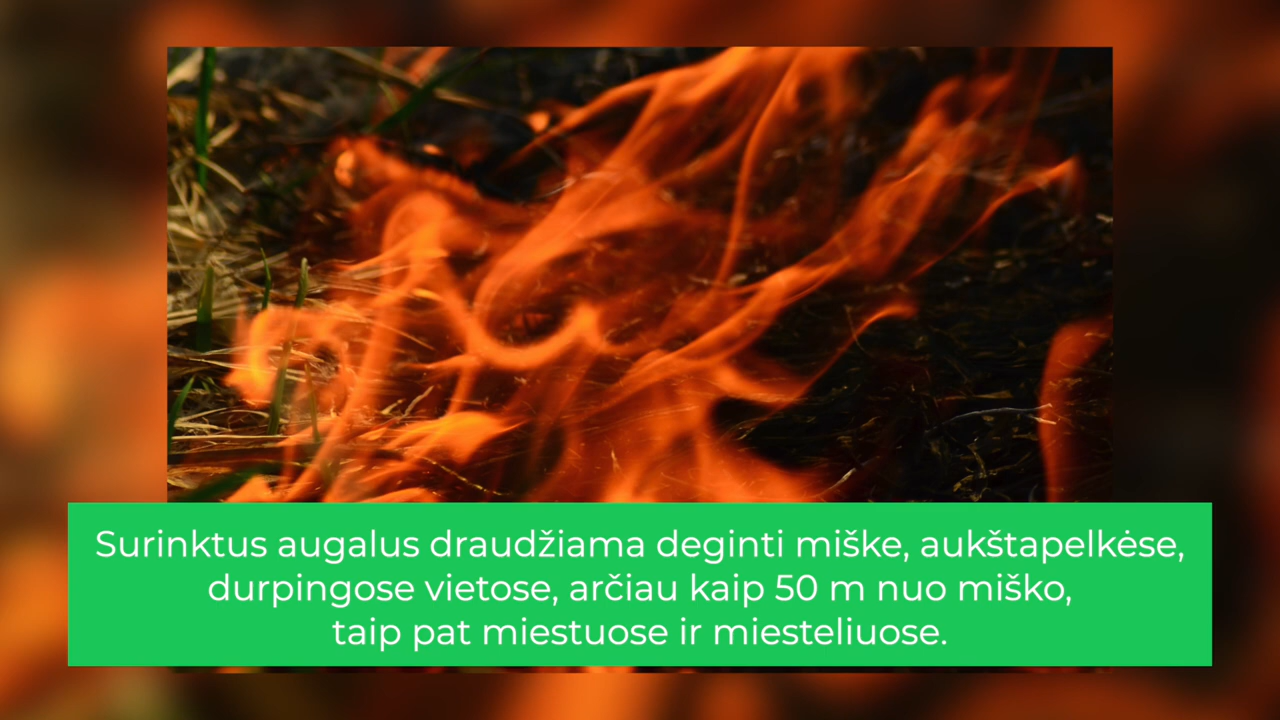 Surinktus augalus draudžiama deginti miške, aukštapelkėse,
durpingose vietose, arčiau kaip 50 m nuo miško,
taip pat miestuose ir miesteliuose.